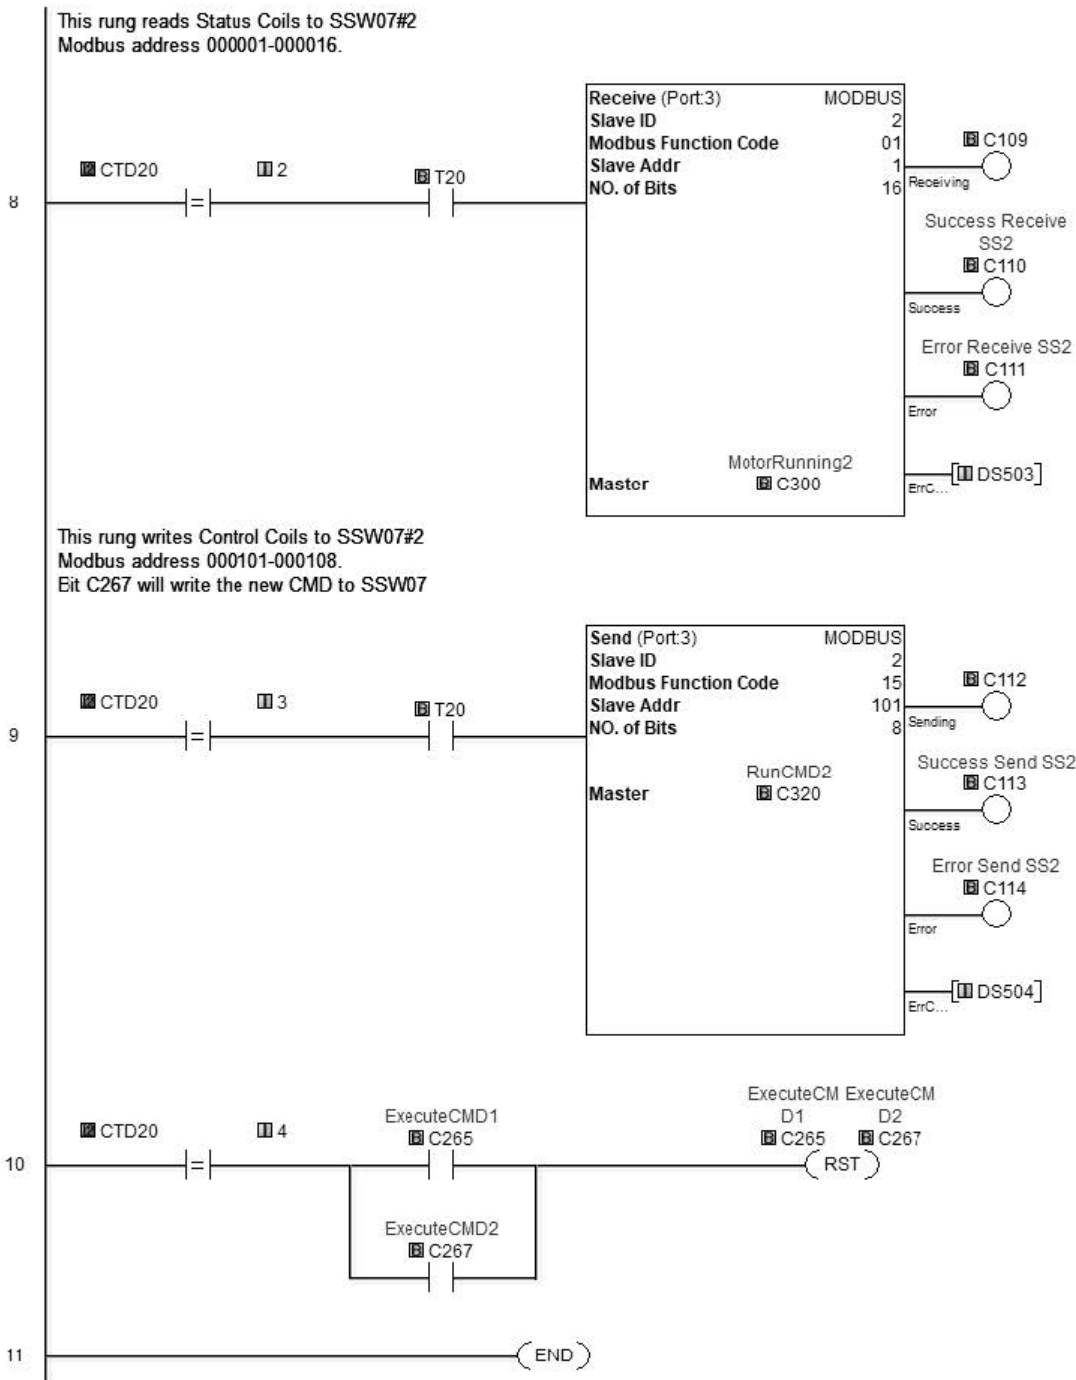 This rung reads Status Coils to SSW07#2
Modbus address 000001-000016.
8
CTD20
2
T20
=
Receive (Port:3) MODBUS
Slave ID 2
Modbus Function Code 01
Slave Addr 1
NO. of Bits 16
MotorRunning2
Master C300
C109
Receiving
Success Receive
SS2
C110
Success
Error Receive SS2
C111
Error
ErrC... DS503
This rung writes Control Coils to SSW07#2
Modbus address 000101-000108.
Bit C267 will write the new CMD to SSW07
9
CTD20
3
T20
=
Send (Port:3) MODBUS
Slave ID 2
Modbus Function Code 15
Slave Addr 101
NO. of Bits 8
RunCMD2
Master C320
C112
Sending
Success Send SS2
C113
Success
Error Send SS2
C114
Error
ErrC... DS504
10
CTD20
4
=
ExecuteCMD1
C265
ExecuteCMD2
C267
ExecuteCM ExecuteCM
D1 D2
C265 C267
RST
11
END